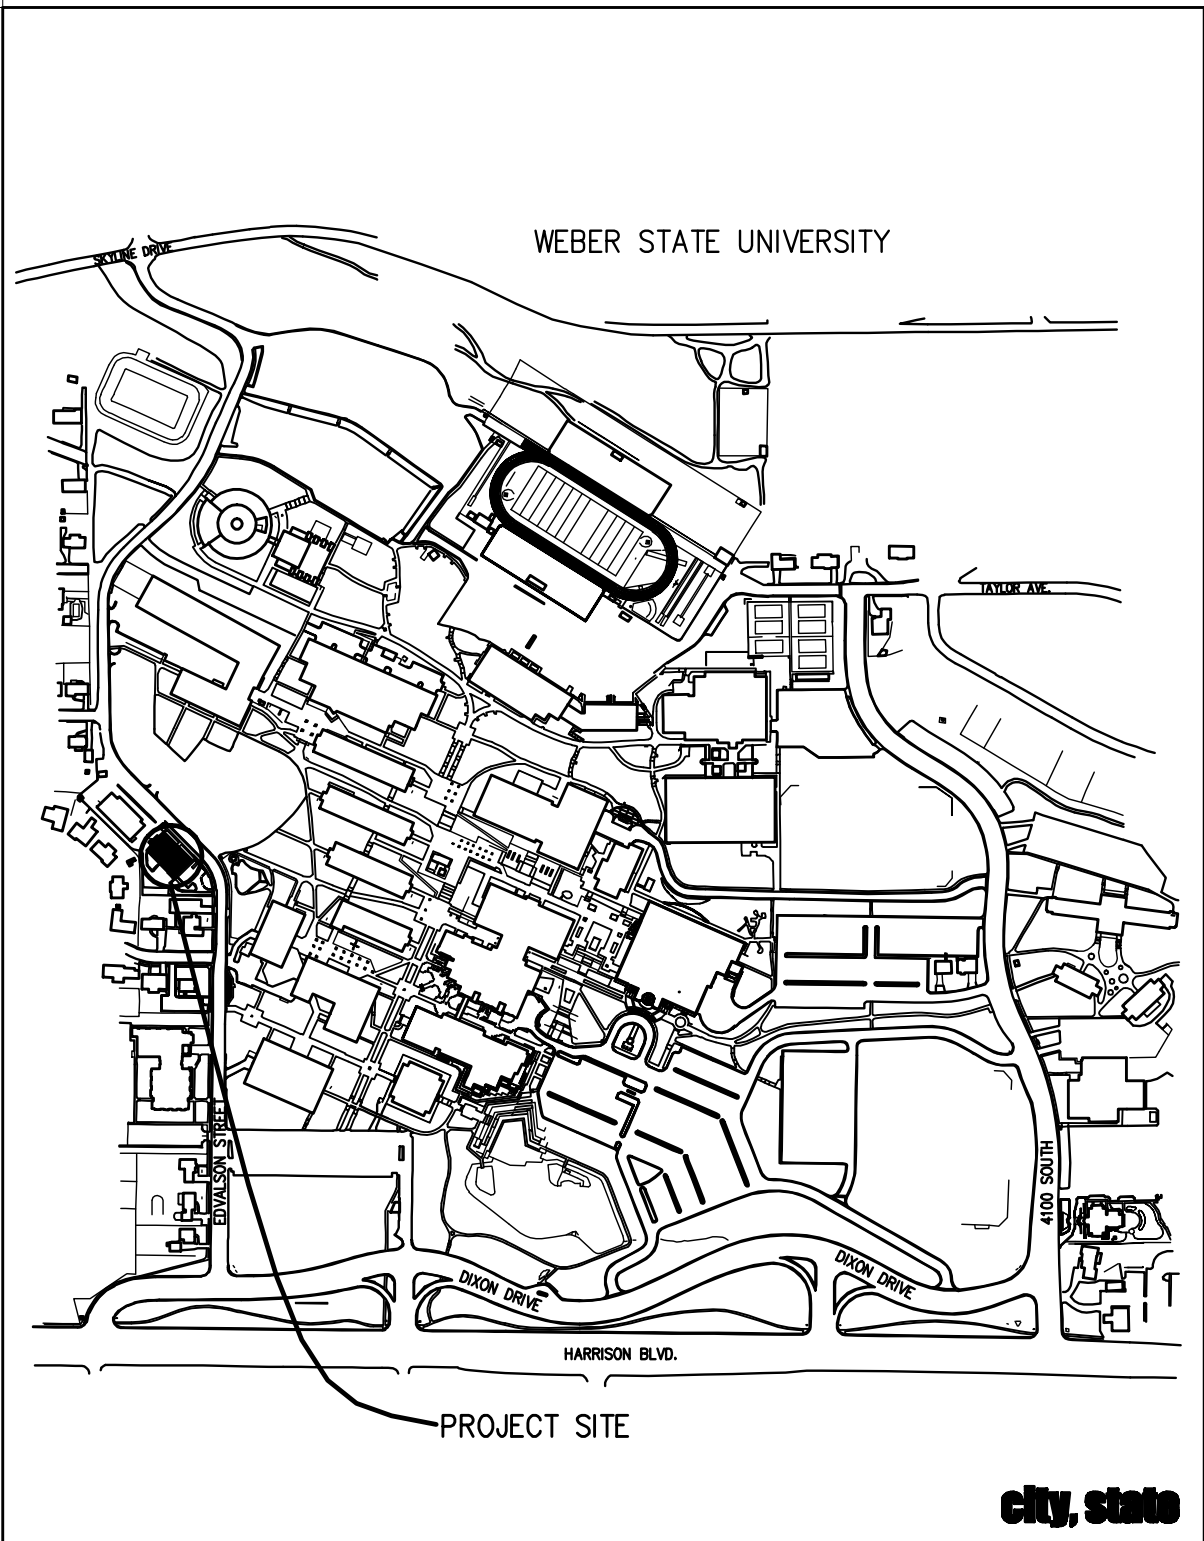 WEBER STATE UNIVERSITY
SKYLINE DRIVE
TAYLOR AVE.
EDVALSON STREET
4100 SOUTH
DIXON DRIVE
DIXON DRIVE
HARRISON BLVD.
PROJECT SITE
city, state